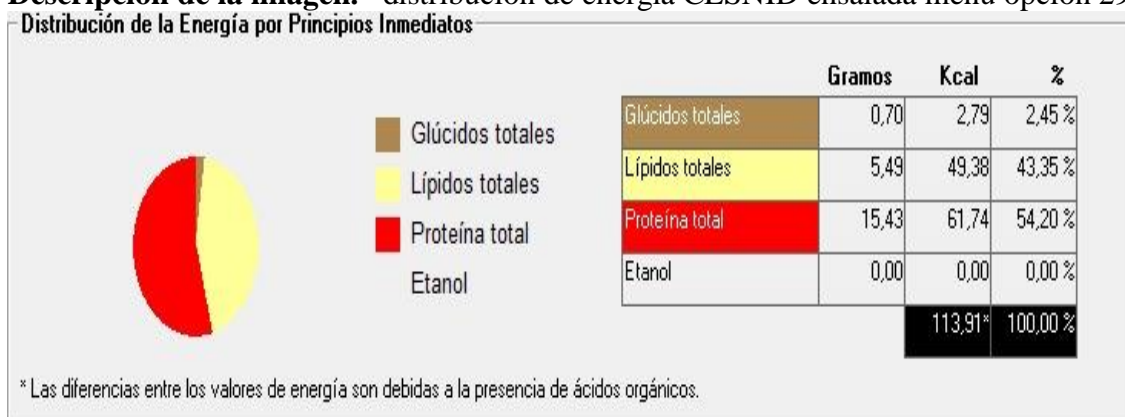 Descripción de la imagen. distribución de energía CESNID ensalada menú opción 29
Distribución de la Energía por Principios Inmediatos
Gramos Kcal %
Glúcidos totales
Lípidos totales
Proteína total
Etanol
Glúcidos totales 0,70 2,79 2,45 %
Lípidos totales 5,49 49,38 43,35 %
Proteína total 15,43 61,74 54,20 %
Etanol 0,00 0,00 0,00 %
113,91* 100,00 %
* Las diferencias entre los valores de energía son debidas a la presencia de ácidos orgánicos.